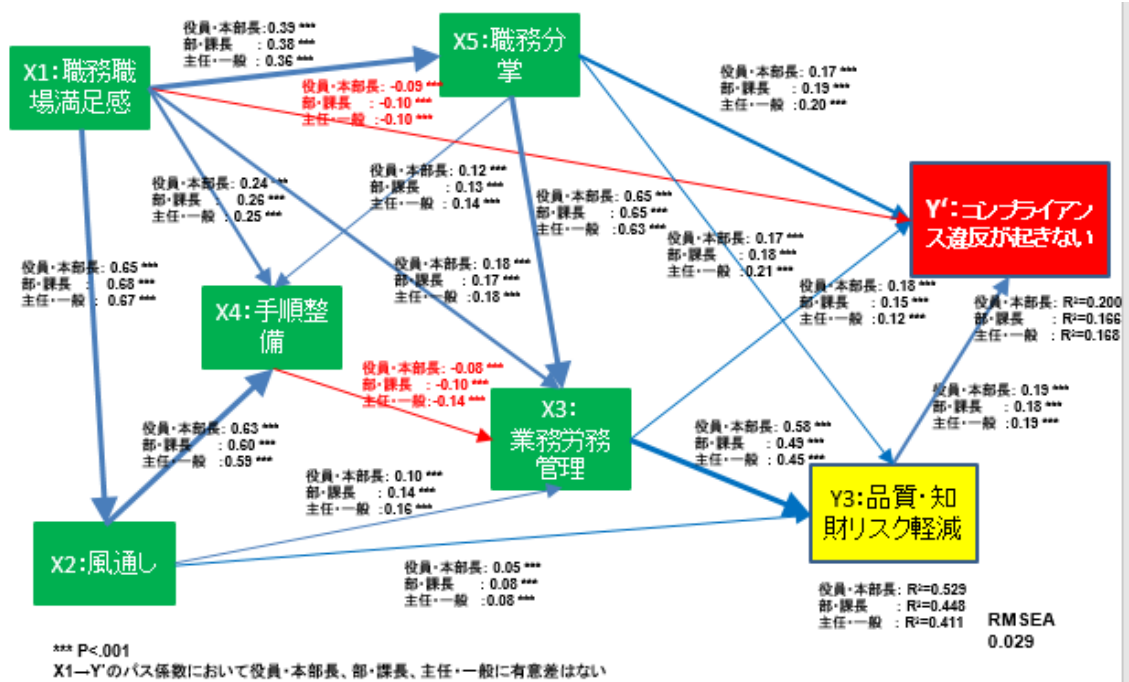 役員・本部長:0.39 ***
部・課長 : 0.38 ***
主任・一般 : 0.36 ***
X1:職務職
場満足感
X5:職務分
掌
役員・本部長: -0.09 ***
部・課長 : -0.10 ***
主任・一般 :-0.10 ***
役員・本部長: 0.17 ***
部・課長 : 0.19 ***
主任・一般 : 0.20 ***
役員・本部長: 0.24 ***
部・課長 : 0.26 ***
主任・一般 : 0.25 ***
役員・本部長: 0.12 ***
部・課長 : 0.13 ***
主任・一般 : 0.14 ***
役員・本部長: 0.65 ***
部・課長 : 0.65 ***
主任・一般 : 0.63 ***
Y‘:コンプライアン
ス違反が起きない
役員・本部長: 0.65 ***
部・課長 : 0.68 ***
主任・一般 : 0.67 ***
役員・本部長: 0.18 ***
部・課長 : 0.17 ***
主任・一般 : 0.18 ***
役員・本部長: 0.17 ***
部・課長 : 0.18 ***
主任・一般 : 0.21 ***
役員・本部長: 0.18 ***
部・課長 : 0.15 ***
主任・一般 : 0.12 ***
役員・本部長: R²=0.200
部・課長 : R²=0.166
主任・一般 : R²=0.168
X4:手順整
備
役員・本部長: -0.08 ***
部・課長 : -0.10 ***
主任・一般 :-0.14 ***
X3:
業務労務
管理
役員・本部長: 0.19 ***
部・課長 : 0.18 ***
主任・一般 : 0.19 ***
役員・本部長: 0.63 ***
部・課長 : 0.60 ***
主任・一般 : 0.59 ***
役員・本部長: 0.58 ***
部・課長 : 0.49 ***
主任・一般 : 0.45 ***
役員・本部長: 0.10 ***
部・課長 : 0.14 ***
主任・一般 : 0.16 ***
Y3:品質・知
財リスク軽減
X2:風通し
役員・本部長: 0.05 ***
部・課長 : 0.08 ***
主任・一般 :0.08 ***
役員・本部長: R²=0.529
部・課長 : R²=0.448
主任・一般 : R²=0.411
RMSEA
0.029
*** P<.001
X1→Y'のパス係数において役員・本部長、部・課長、主任・一般に有意差はない